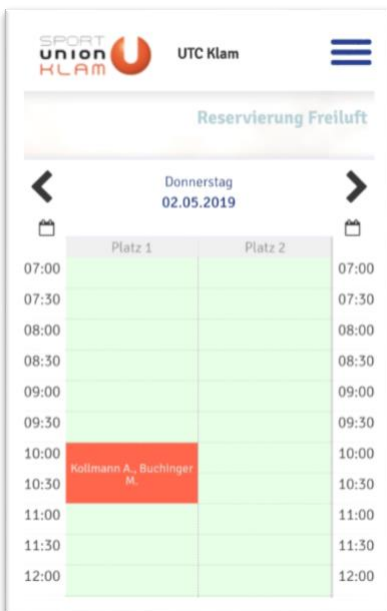 SPORT
union
KLAM
UTC Klam
Reservierung Freiluft
Donnerstag
02.05.2019
Platz 1 Platz 2
07:00 07:00
07:30 07:30
08:00 08:00
08:30 08:30
09:00 09:00
09:30 09:30
10:00 10:00
Kollmann A., Buchinger
M.
10:30 10:30
11:00 11:00
11:30 11:30
12:00 12:00